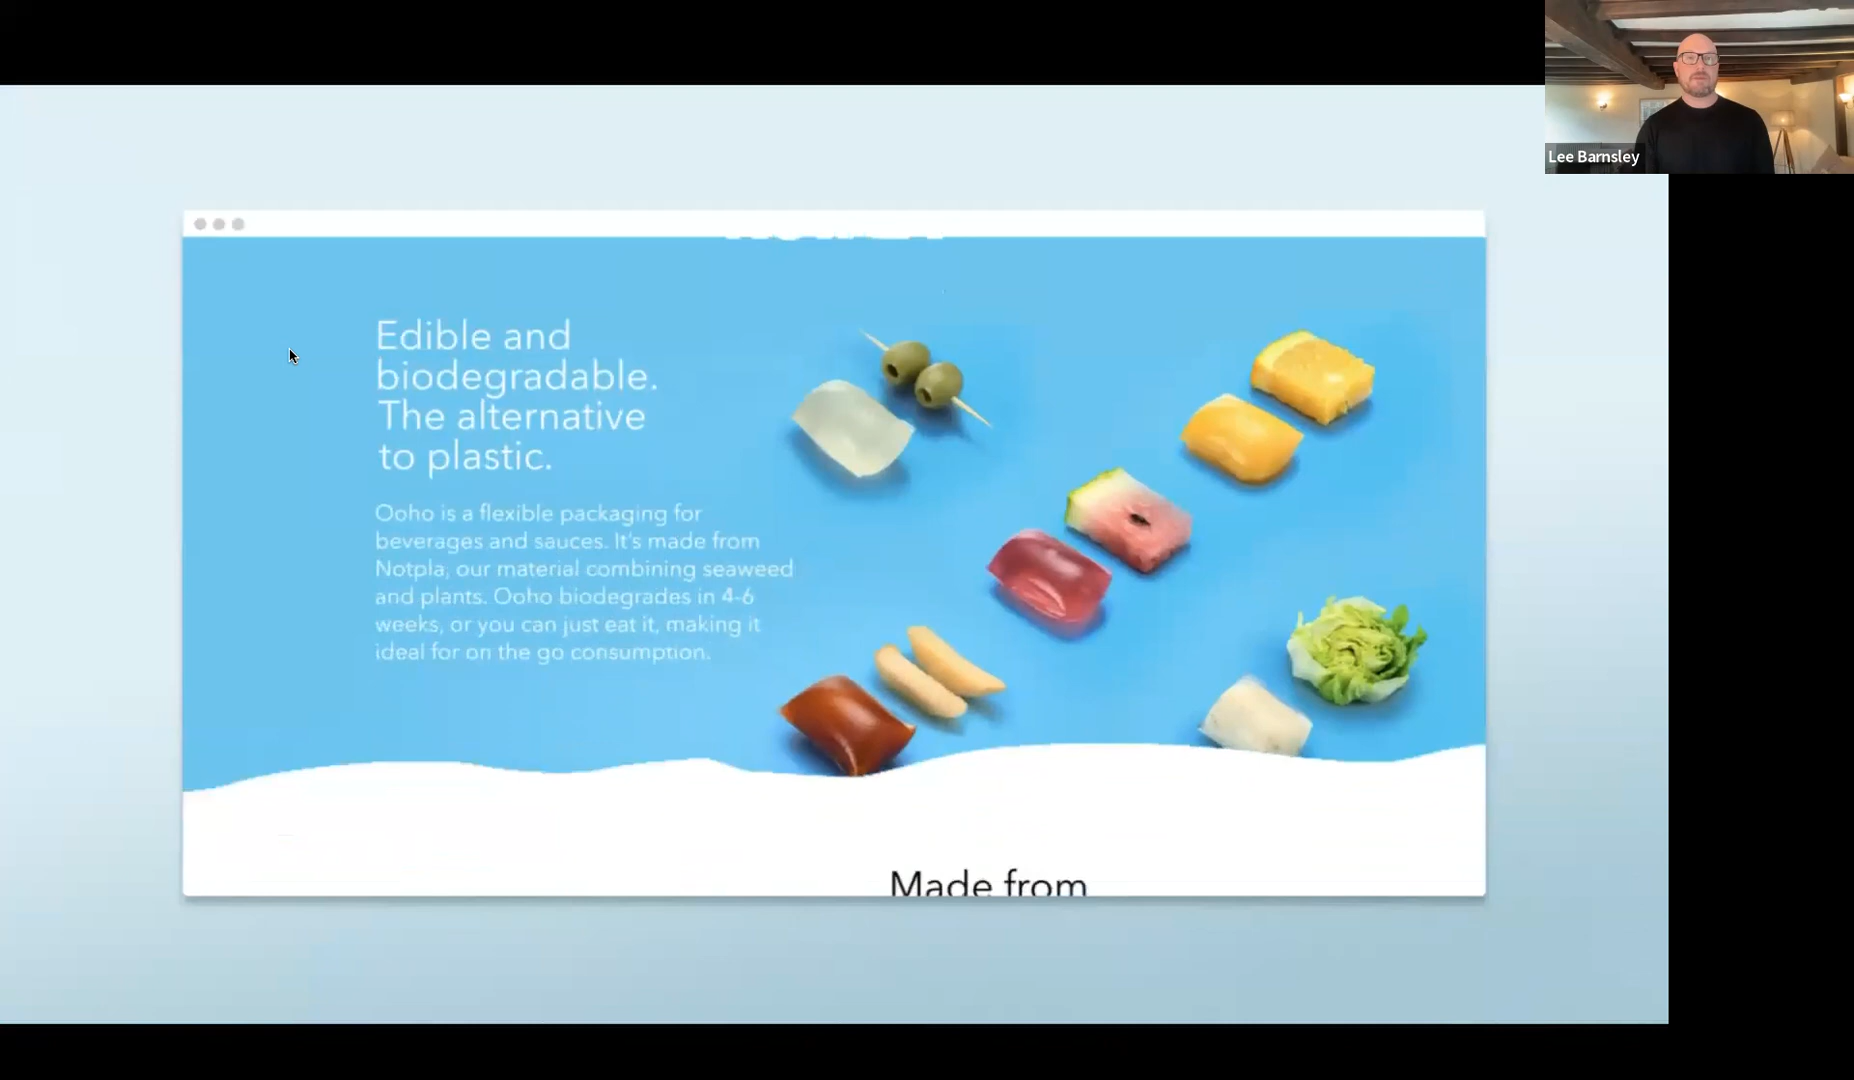 Lee Barnsley
Edible and
biodegradable.
The alternative
to plastic.
Ooho is a flexible packaging for
beverages and sauces. It's made from
Notpla, our material combining seaweed
and plants. Ooho biodegrades in 4-6
weeks, or you can just eat it, making it
ideal for on the go consumption.
Made from